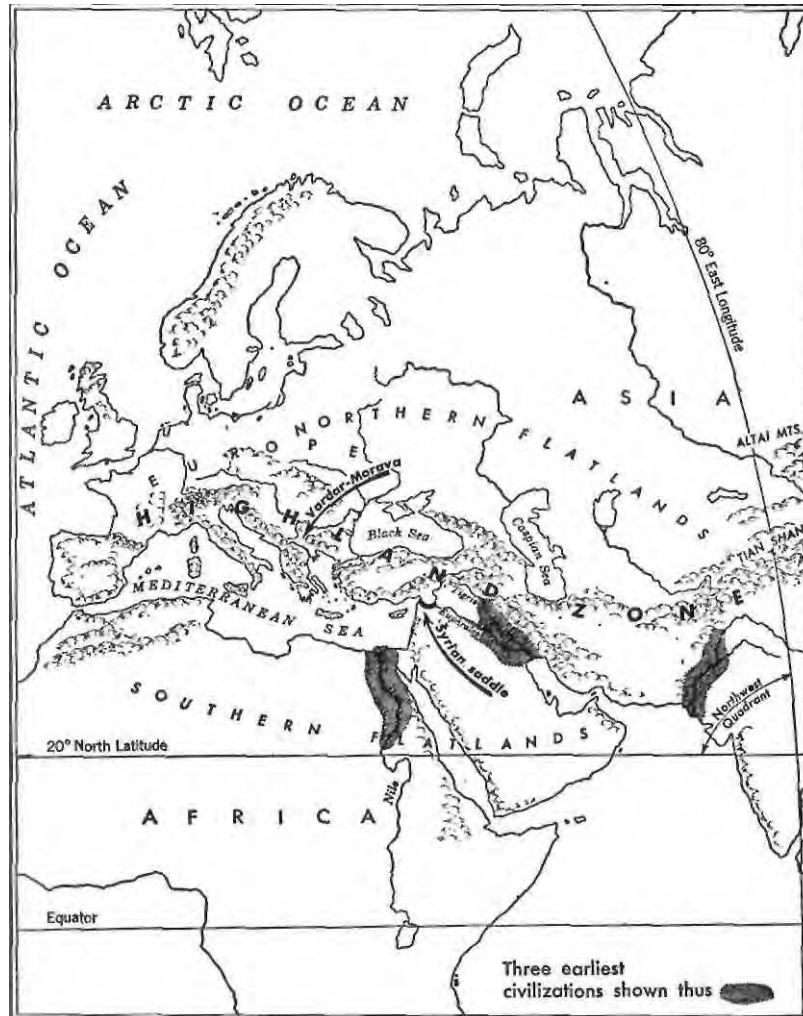 ARCTIC OCEAN
ATLANTIC OCEAN
80° East Longitude
ASIA
NORTHERN FLATLANDS
ALTAI MTS.
EUROPE
Vardar-Morava
HIGHLAND ZONE
Black Sea
Caspian Sea
TIAN SHAN
MEDITERRANEAN SEA
Syrian saddle
Northwest
Quadrant
SOUTHERN FLATLANDS
20° North Latitude
Nile
AFRICA
Equator
Three earliest
civilizations shown thus